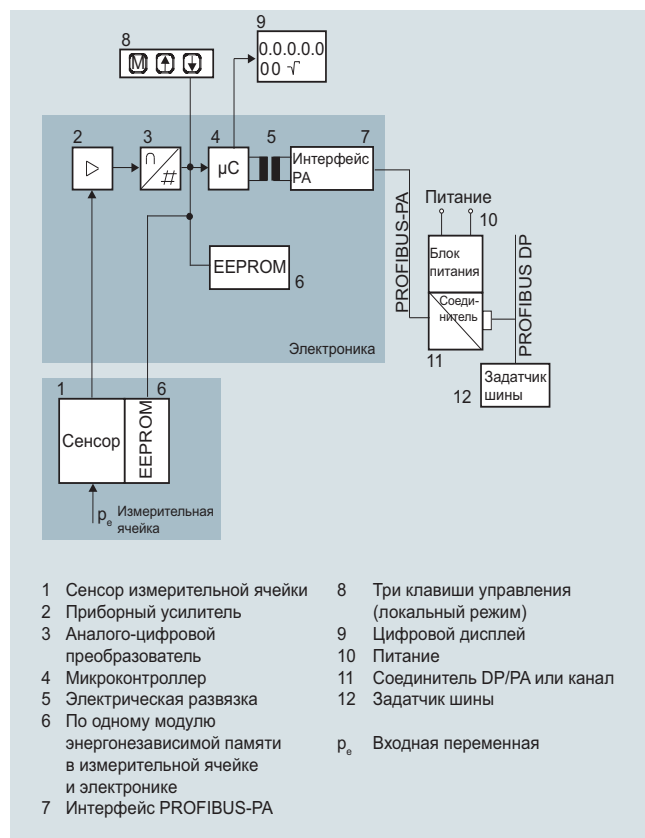 8
9
M
0.0.0.0.0
00 √
2
3
4
5
7
∩
#
µC
Интерфейс
PA
PROFIBUS-PA
Питание
10
Блок
питания
PROFIBUS DP
EEPROM
6
Соеди-
нитель
Электроника
11
Задатчик
шины
12
1
6
Сенсор
EEPROM
pe
Измерительная
ячейка
1 Сенсор измерительной ячейки
2 Приборный усилитель
3 Аналого-цифровой
преобразователь
4 Микроконтроллер
5 Электрическая развязка
6 По одному модулю
энергонезависимой памяти
в измерительной ячейке
и электронике
7 Интерфейс PROFIBUS-PA
8 Три клавиши управления
(локальный режим)
9 Цифровой дисплей
10 Питание
11 Соединитель DP/PA или канал
12 Задатчик шины
pe Входная переменная